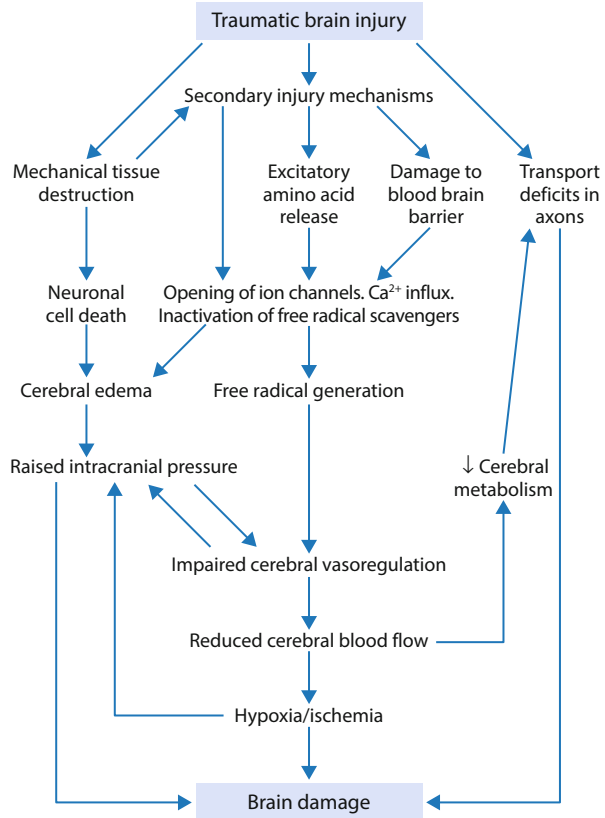 Traumatic brain injury
Secondary injury mechanisms
Mechanical tissue
destruction
Excitatory
amino acid
release
Damage to
blood brain
barrier
Transport
deficits in
axons
Neuronal
cell death
Opening of ion channels. Ca²⁺ influx.
Inactivation of free radical scavengers
Cerebral edema
Free radical generation
Raised intracranial pressure
↓ Cerebral
metabolism
Impaired cerebral vasoregulation
Reduced cerebral blood flow
Hypoxia/ischemia
Brain damage